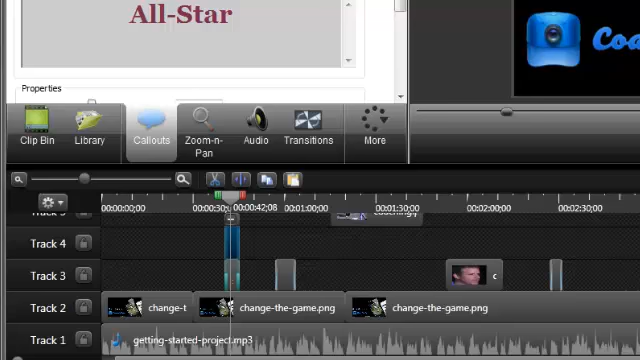 All-Star
Coa
Properties
Clip Bin
Library
Callouts
Zoom-n-
Pan
Audio
Transitions
More
00:00:00;00
00:00:30;0
00:00:42;08
00:01:00;00
00:01:30;00
00:02:00;00
00:02:30;00
Track 4
Track 3
c
Track 2
change-t
change-the-game.png
change-the-game.png
Track 1
getting-started-project.mp3